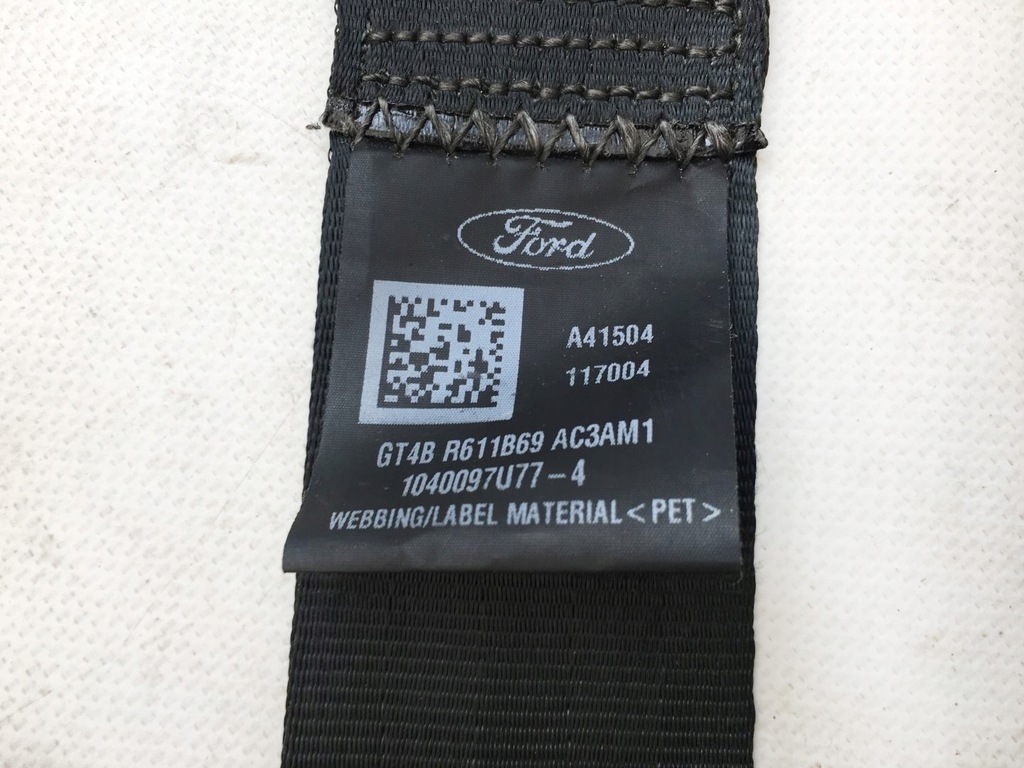 Ford
A41504
117004
GT4B R611B69 AC3AM1
1040097U77-4
WEBBING/LABEL MATERIAL <PET>